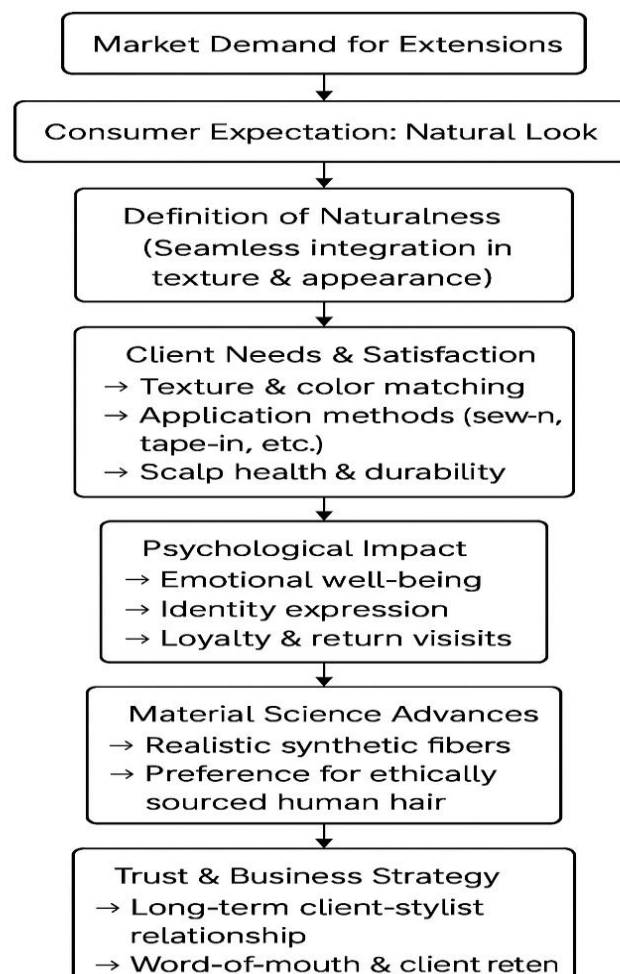 Market Demand for Extensions
Consumer Expectation: Natural Look
Definition of Naturalness
(Seamless integration in
texture & appearance)
Client Needs & Satisfaction
→ Texture & color matching
→ Application methods (sew-n,
tape-in, etc.)
→ Scalp health & durability
Psychological Impact
→ Emotional well-being
→ Identity expression
→ Loyalty & return visisits
Material Science Advances
→ Realistic synthetic fibers
→ Preference for ethically
sourced human hair
Trust & Business Strategy
→ Long-term client-stylist
relationship
→ Word-of-mouth & client reten